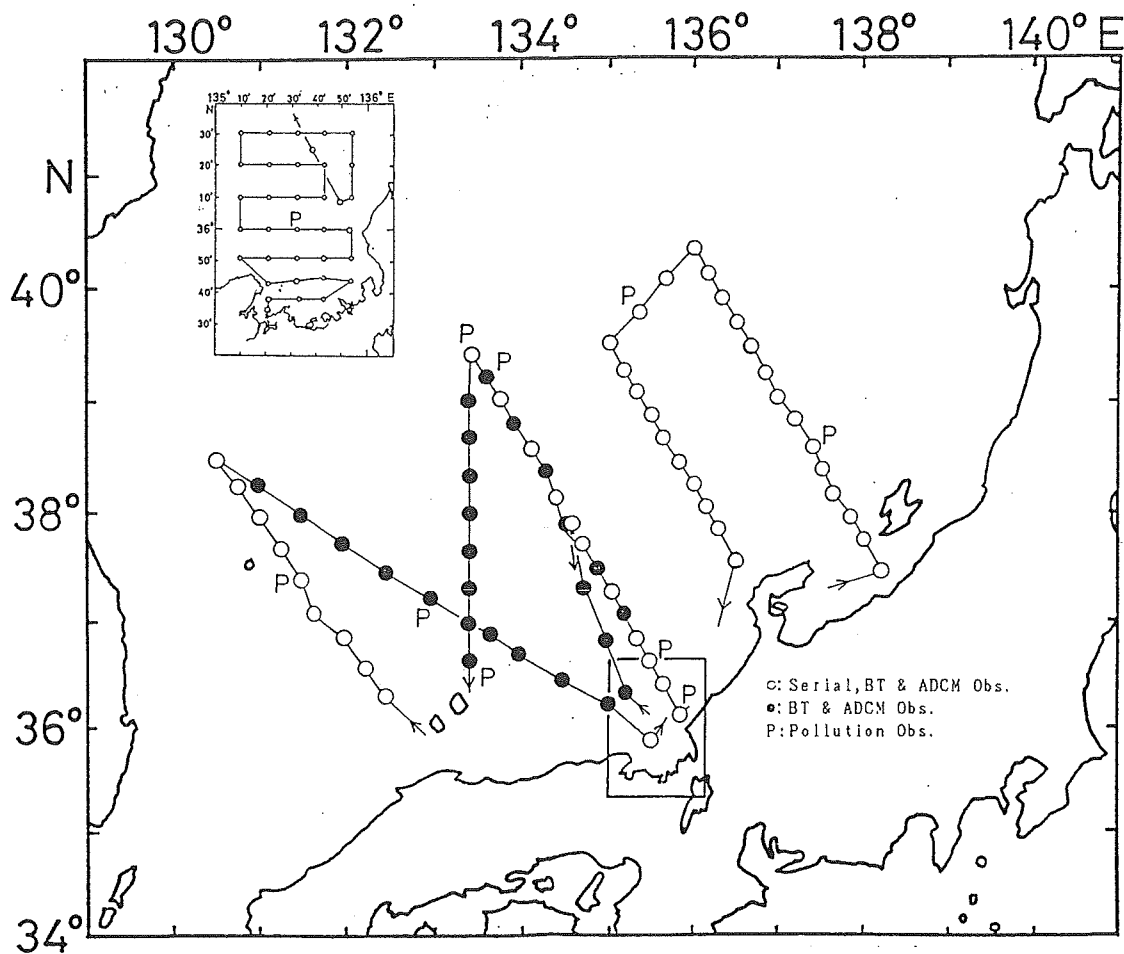 130° 132° 134° 136° 138° 140° E
135° 10' 20' 30' 40' 50' 136° E
N
30'
20'
10'
P
36°
50'
40'
30'
N
40°
P
P
P
P
38°
P
P
P
P
P
36°
34°
○: Serial, BT & ADCM Obs.
●: BT & ADCM Obs.
P: Pollution Obs.